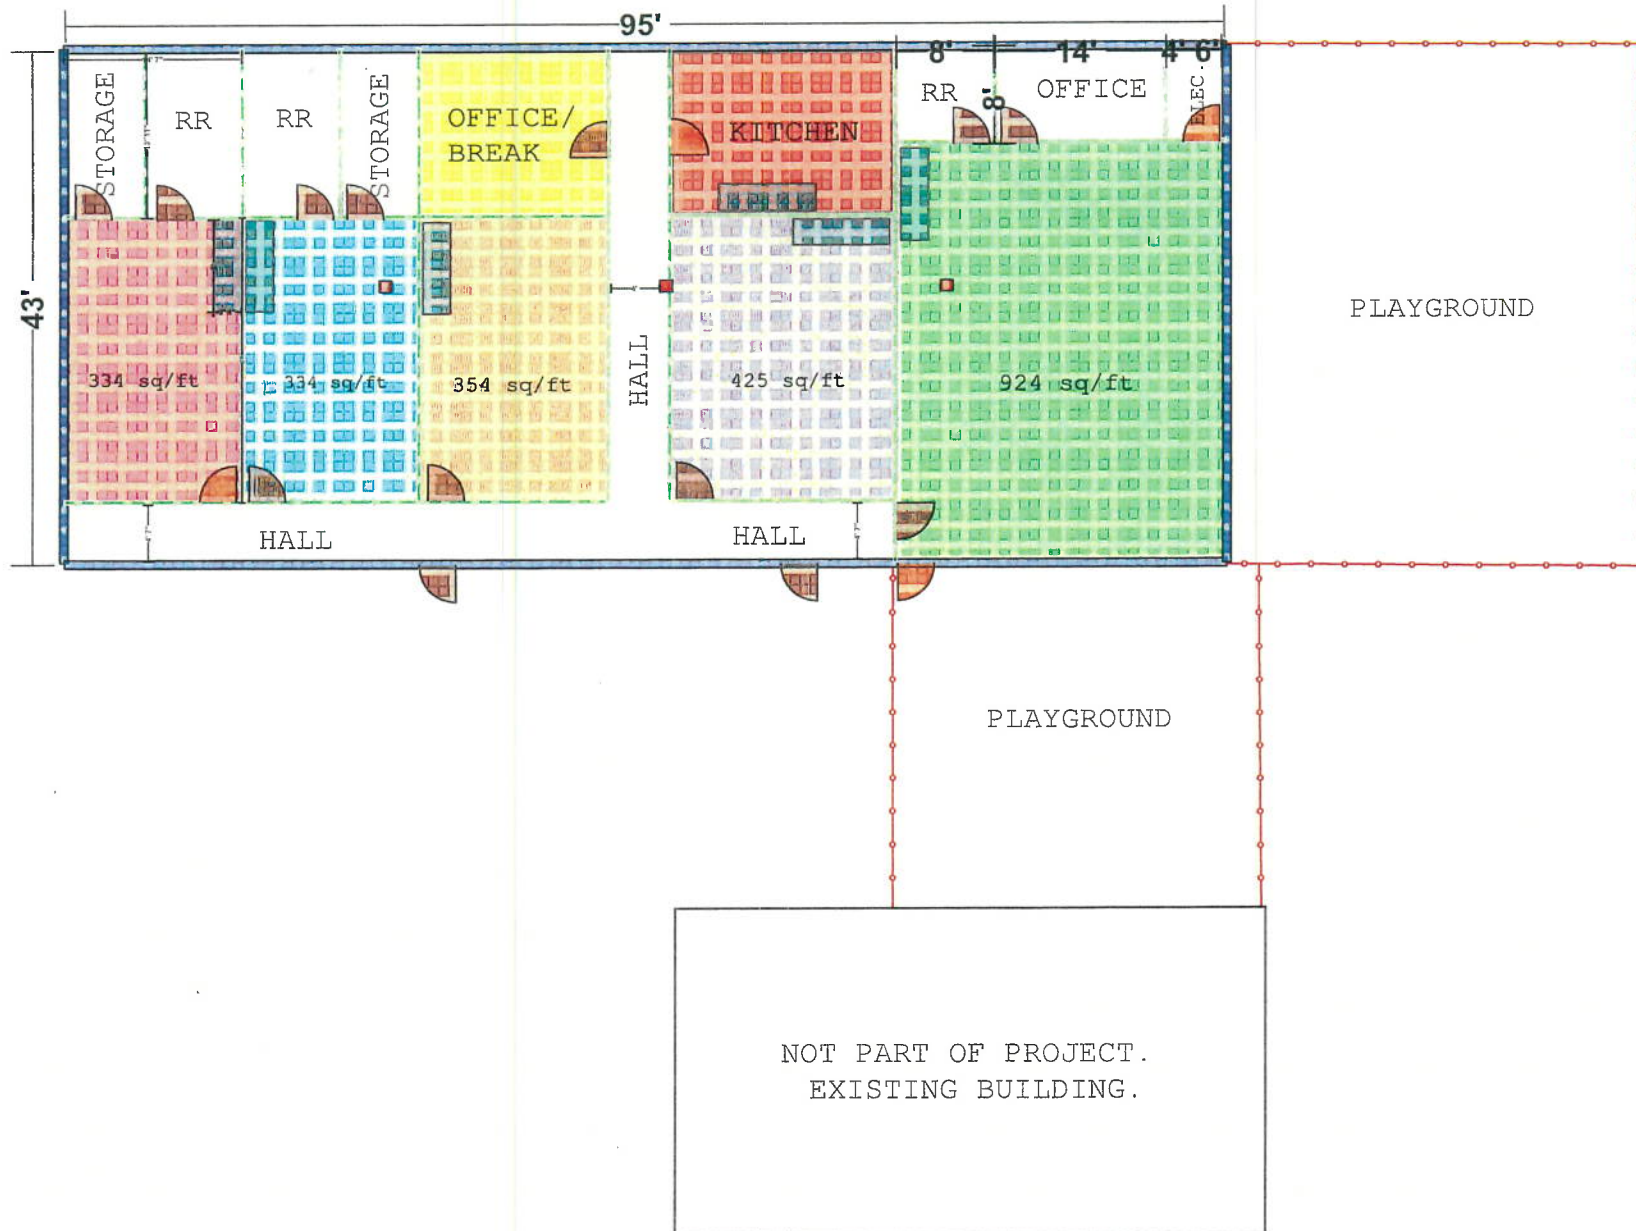 95'
8'
14'
4' 6"
STORAGE
RR
RR
STORAGE
OFFICE/
BREAK
KITCHEN
RR
8'
OFFICE
ELEC.
43'
334 sq/ft
334 sq/ft
354 sq/ft
HALL
425 sq/ft
924 sq/ft
PLAYGROUND
HALL
HALL
PLAYGROUND
NOT PART OF PROJECT.
EXISTING BUILDING.